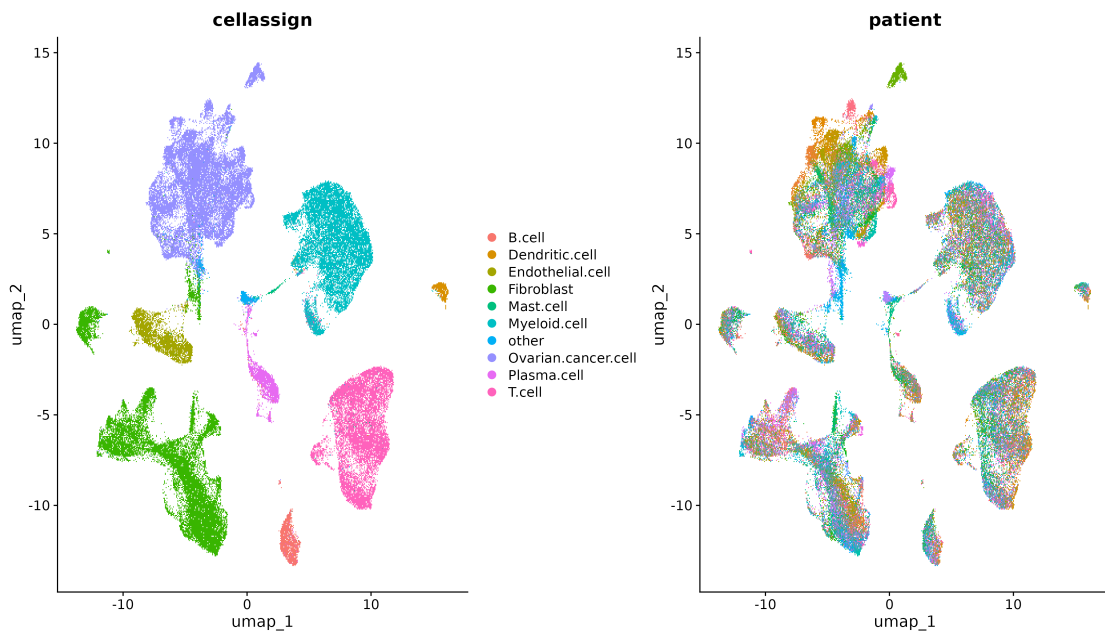 cellassign
umap_2
15
10
5
0
-5
-10
-10
0
10
umap_1
B.cell
Dendritic.cell
Endothelial.cell
Fibroblast
Mast.cell
Myeloid.cell
other
Ovarian.cancer.cell
Plasma.cell
T.cell
patient
umap_2
15
10
5
0
-5
-10
-10
0
10
umap_1